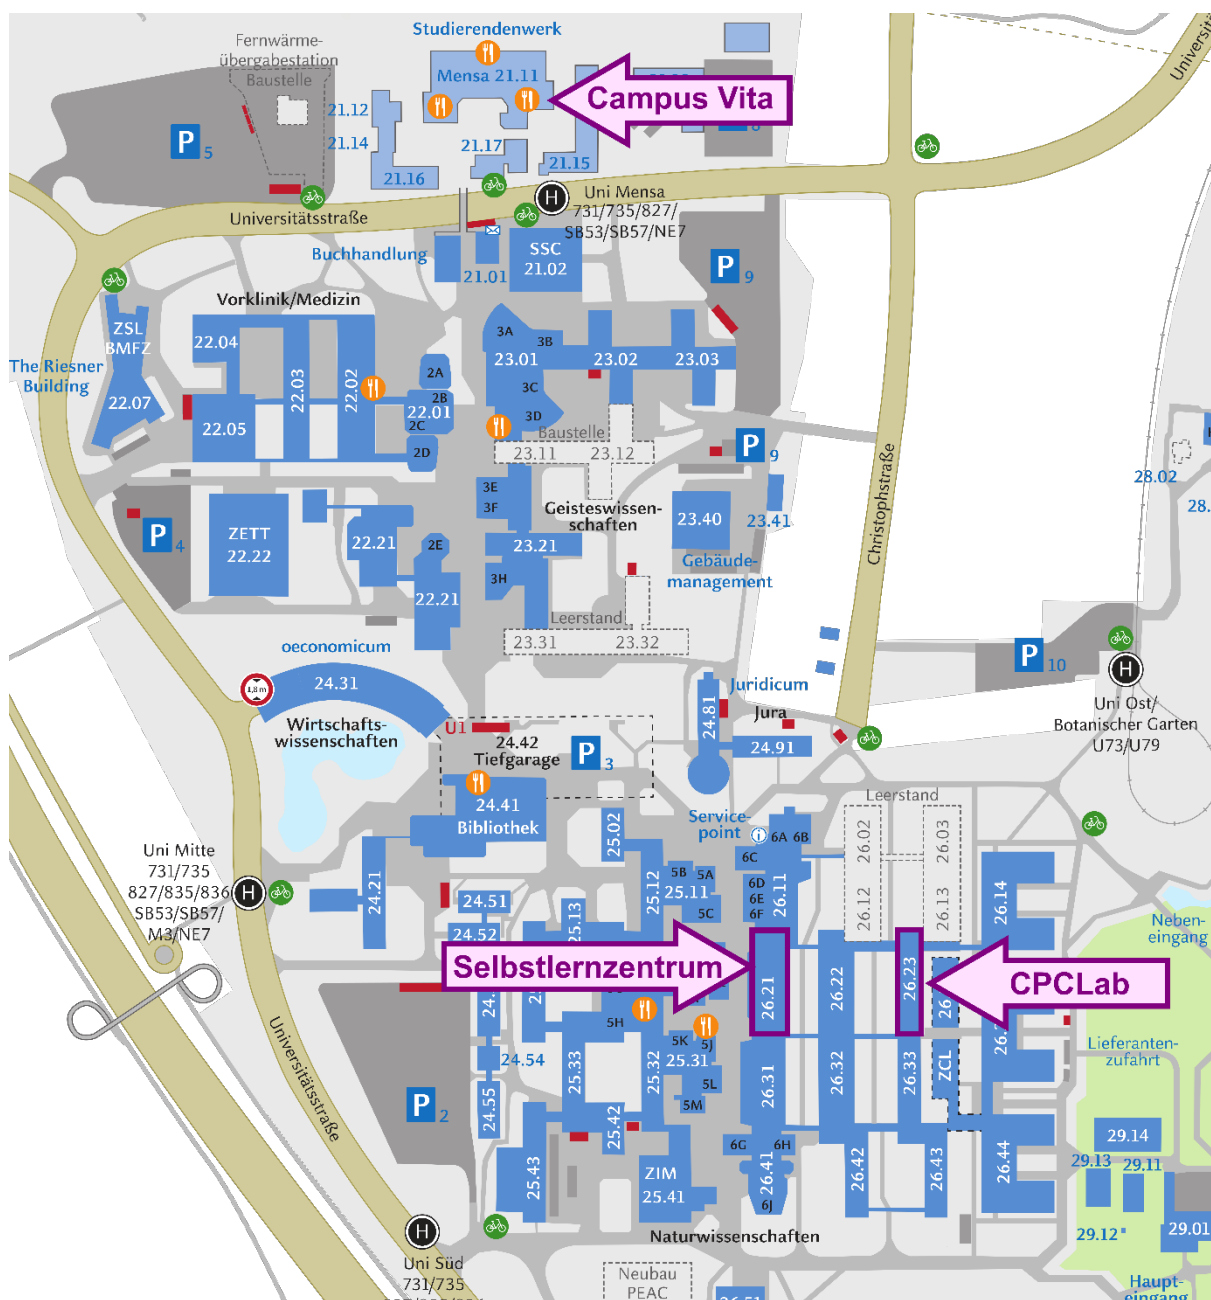 Studierendenwerk
Fernwärme-
übergabestation
Baustelle
Mensa 21.11
Campus Vita
21.12
21.14
21.17
21.15
21.16
P 5
H
Uni Mensa
731/735/827/
SB53/SB57/NE7
Universitätsstraße
Buchhandlung
21.01
SSC
21.02
P 9
Vorklinik/Medizin
ZSL
BMFZ
The Riesner
Building
22.07
22.04
22.03
22.02
22.05
2A
2B
22.01
2C
2D
3A
3B
23.01
23.02
23.03
3C
3D
Baustelle
23.11
23.12
P 9
3E
3F
Geisteswissen-
schaften
23.40
23.41
Gebäude-
management
Christophstraße
28.02
28.
P 4
ZETT
22.22
22.21
2E
22.21
23.21
3H
Leerstand
23.31
23.32
P 10
H
Uni Ost/
Botanischer Garten
U73/U79
oeconomicum
1,8 m
24.31
Wirtschafts-
wissenschaften
U1
24.42
Tiefgarage
P 3
24.41
Bibliothek
24.81
Juridicum
Jura
24.91
Service-
point
i
Leerstand
26.02
26.03
26.12
26.13
6A
6B
6C
6D
6E
6F
26.11
26.14
Uni Mitte
731/735
827/835/836
SB53/SB57/
M3/NE7
H
24.21
24.51
24.52
25.02
25.12
25.13
5B
5A
25.11
5C
Neben-
eingang
Selbstlernzentrum
26.21
26.22
26.23
CPCLab
5H
5K
5J
25.31
5L
5M
24.54
24.55
25.33
25.32
25.42
26.31
26.32
26.33
ZCL
Lieferanten-
zufahrt
P 2
Universitätsstraße
25.43
ZIM
25.41
6G
6H
26.41
6J
26.42
26.43
26.44
29.14
29.13
29.11
29.12
29.01
Naturwissenschaften
H
Uni Süd
731/735
Neubau
PEAC
Haupt-
eingang